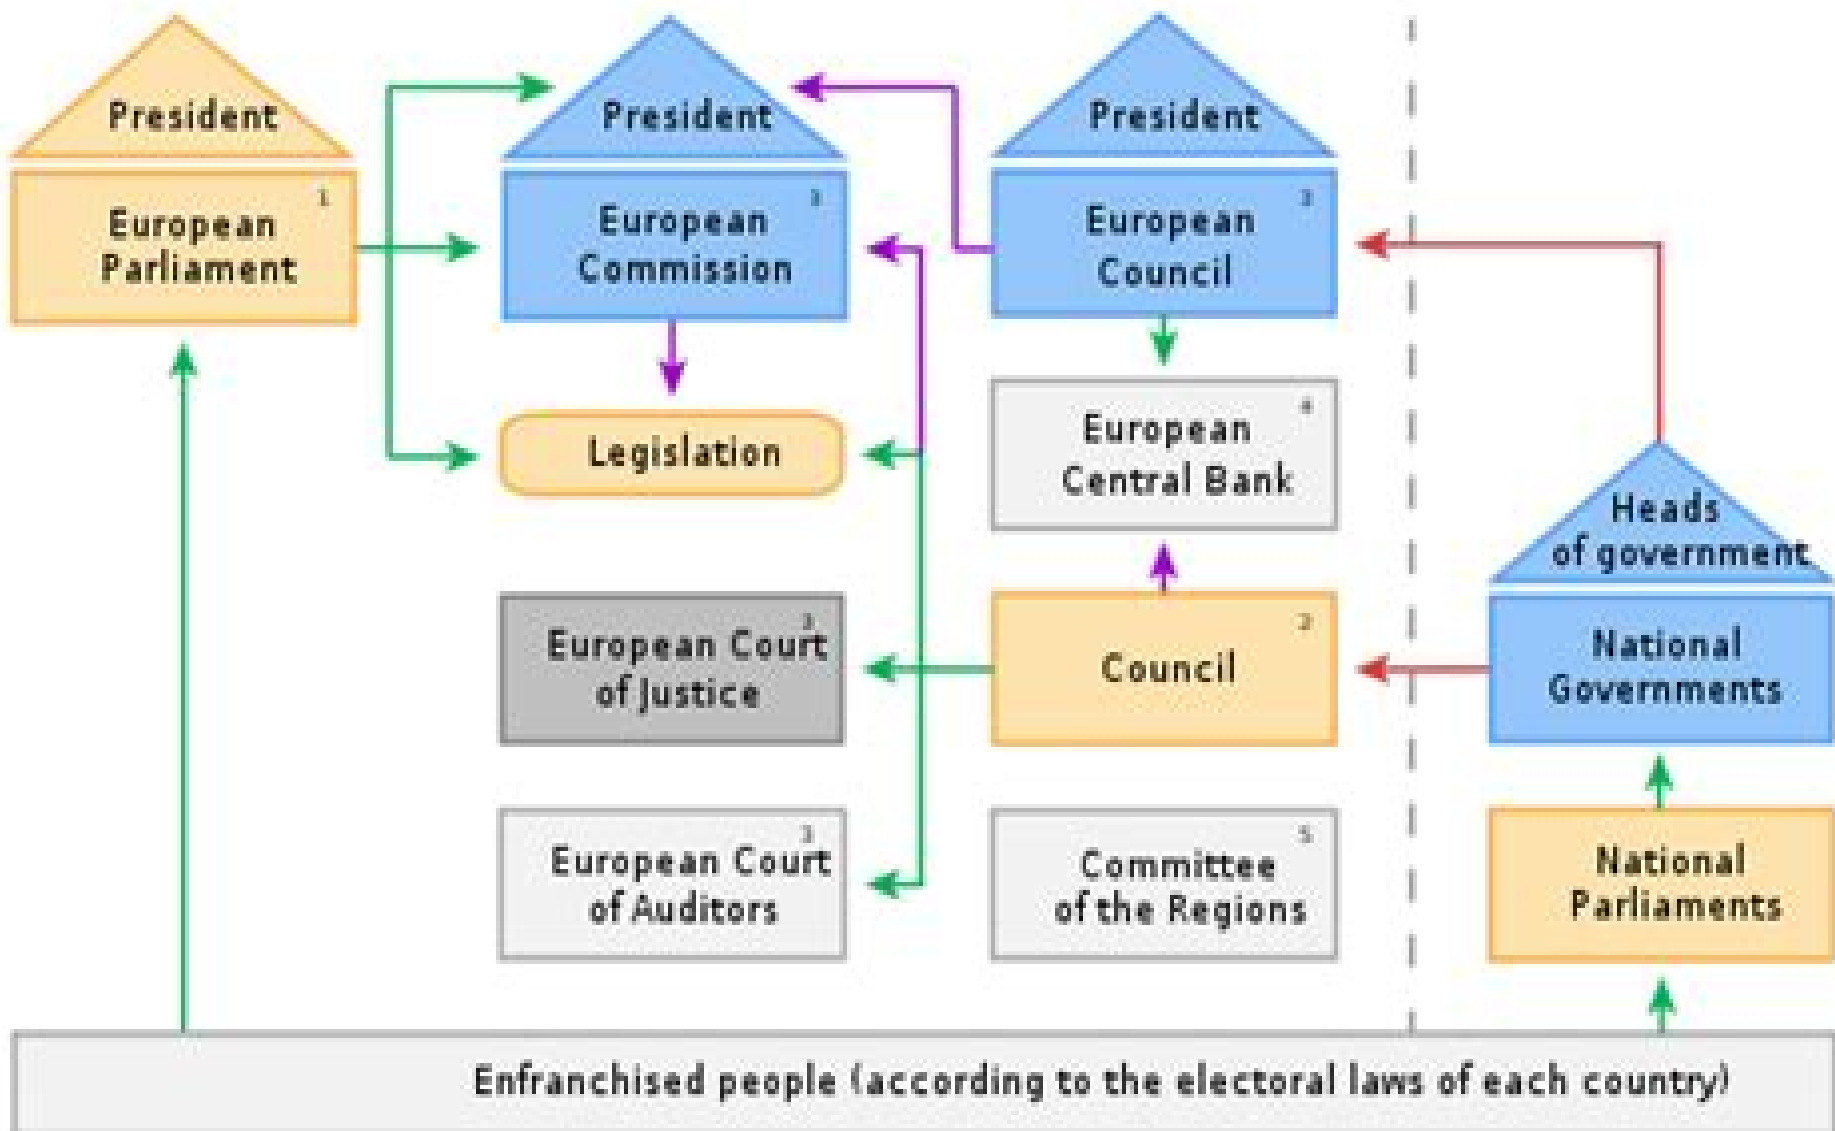 President
President
President
1
European
Parliament
3
European
Commission
2
European
Council
Legislation
4
European
Central Bank
Heads
of government
3
European Court
of Justice
2
Council
National
Governments
3
European Court
of Auditors
5
Committee
of the Regions
National
Parliaments
Enfranchised people (according to the electoral laws of each country)